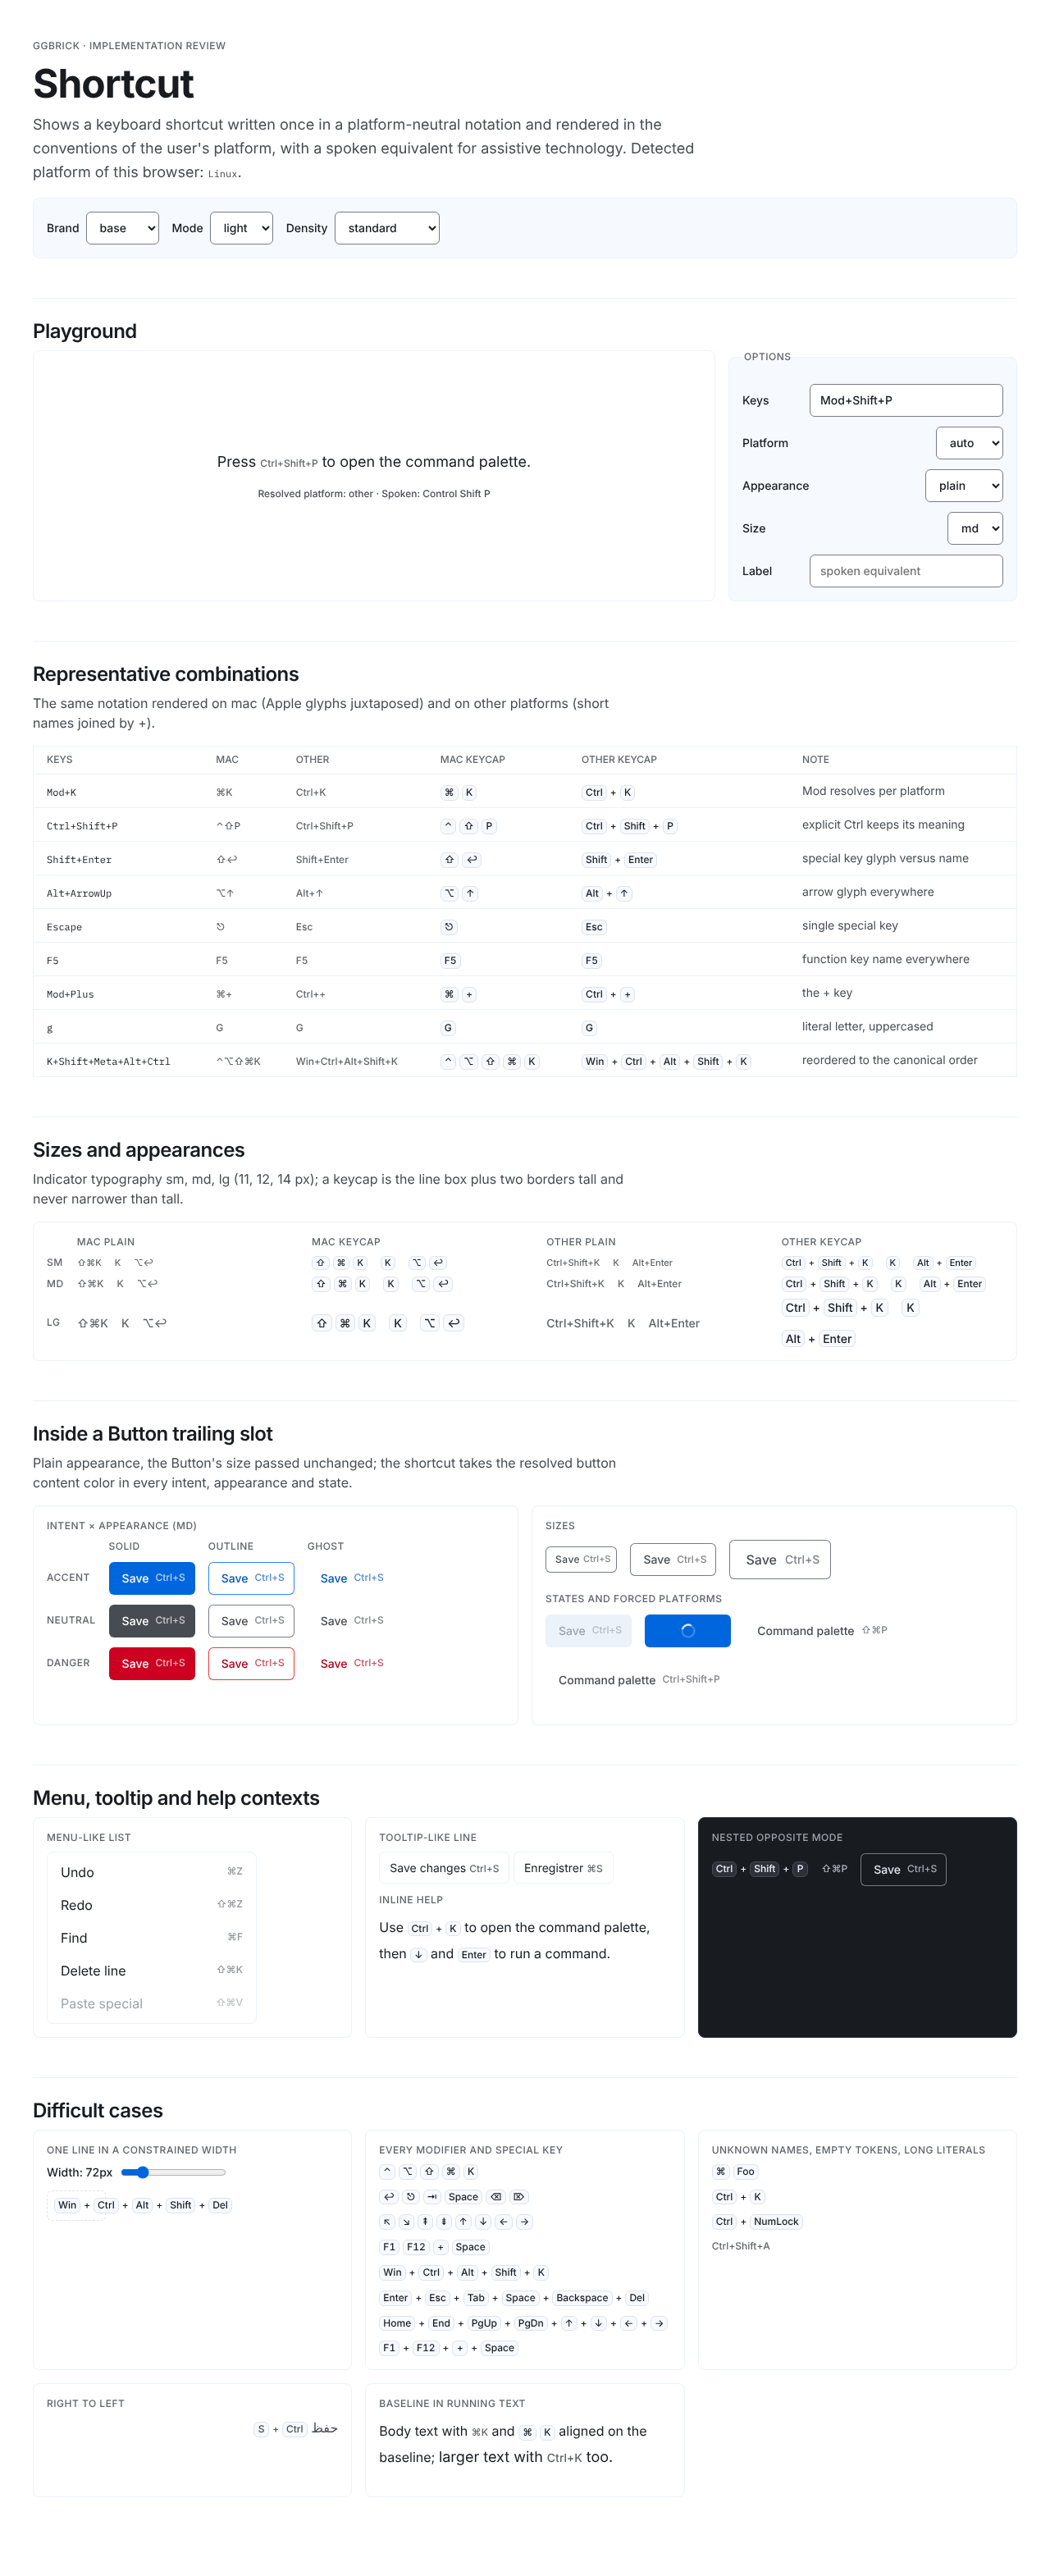 GGBRICK · IMPLEMENTATION REVIEW
Shortcut
Shows a keyboard shortcut written once in a platform-neutral notation and rendered in the
conventions of the user's platform, with a spoken equivalent for assistive technology. Detected
platform of this browser: Linux.
Brand base Mode light Density standard
Playground
Press Ctrl+Shift+P to open the command palette.
Resolved platform: other · Spoken: Control Shift P
OPTIONS
Keys Mod+Shift+P
Platform auto
Appearance plain
Size md
Label spoken equivalent
Representative combinations
The same notation rendered on mac (Apple glyphs juxtaposed) and on other platforms (short
names joined by +).
KEYS MAC OTHER MAC KEYCAP OTHER KEYCAP NOTE
Mod+K ⌘K Ctrl+K ⌘ K Ctrl + K Mod resolves per platform
Ctrl+Shift+P ⌃⇧P Ctrl+Shift+P ⌃ ⇧ P Ctrl + Shift + P explicit Ctrl keeps its meaning
Shift+Enter ⇧↩ Shift+Enter ⇧ ↩ Shift + Enter special key glyph versus name
Alt+ArrowUp ⌥↑ Alt+↑ ⌥ ↑ Alt + ↑ arrow glyph everywhere
Escape ⎋ Esc ⎋ Esc single special key
F5 F5 F5 F5 F5 function key name everywhere
Mod+Plus ⌘+ Ctrl++ ⌘ + Ctrl + + the + key
g G G G G literal letter, uppercased
K+Shift+Meta+Alt+Ctrl ⌃⌥⇧⌘K Win+Ctrl+Alt+Shift+K ⌃ ⌥ ⇧ ⌘ K Win + Ctrl + Alt + Shift + K reordered to the canonical order
Sizes and appearances
Indicator typography sm, md, lg (11, 12, 14 px); a keycap is the line box plus two borders tall and
never narrower than tall.
MAC PLAIN MAC KEYCAP OTHER PLAIN OTHER KEYCAP
SM ⇧⌘K K ⌥↩ ⇧ ⌘ K K ⌥ ↩ Ctrl+Shift+K K Alt+Enter Ctrl + Shift + K K Alt + Enter
MD ⇧⌘K K ⌥↩ ⇧ ⌘ K K ⌥ ↩ Ctrl+Shift+K K Alt+Enter Ctrl + Shift + K K Alt + Enter
LG ⇧⌘K K ⌥↩ ⇧ ⌘ K K ⌥ ↩ Ctrl+Shift+K K Alt+Enter Ctrl + Shift + K K
Alt + Enter
Inside a Button trailing slot
Plain appearance, the Button's size passed unchanged; the shortcut takes the resolved button
content color in every intent, appearance and state.
INTENT × APPEARANCE (MD)
SOLID OUTLINE GHOST
ACCENT Save Ctrl+S Save Ctrl+S Save Ctrl+S
NEUTRAL Save Ctrl+S Save Ctrl+S Save Ctrl+S
DANGER Save Ctrl+S Save Ctrl+S Save Ctrl+S
SIZES
Save Ctrl+S Save Ctrl+S Save Ctrl+S
STATES AND FORCED PLATFORMS
Save Ctrl+S Command palette ⇧⌘P
Command palette Ctrl+Shift+P
Menu, tooltip and help contexts
MENU-LIKE LIST
Undo ⌘Z
Redo ⇧⌘Z
Find ⌘F
Delete line ⇧⌘K
Paste special ⇧⌘V
TOOLTIP-LIKE LINE
Save changes Ctrl+S Enregistrer ⌘S
INLINE HELP
Use Ctrl + K to open the command palette,
then ↓ and Enter to run a command.
NESTED OPPOSITE MODE
Ctrl + Shift + P ⇧⌘P Save Ctrl+S
Difficult cases
ONE LINE IN A CONSTRAINED WIDTH
Width: 72px
Win + Ctrl + Alt + Shift + Del
EVERY MODIFIER AND SPECIAL KEY
⌃ ⌥ ⇧ ⌘ K
↩ ⎋ ⇥ Space ⌫ ⌦
↖ ↘ ⇞ ⇟ ↑ ↓ ← →
F1 F12 + Space
Win + Ctrl + Alt + Shift + K
Enter + Esc + Tab + Space + Backspace + Del
Home + End + PgUp + PgDn + ↑ + ↓ + ← + →
F1 + F12 + + + Space
UNKNOWN NAMES, EMPTY TOKENS, LONG LITERALS
⌘ Foo
Ctrl + K
Ctrl + NumLock
Ctrl+Shift+A
RIGHT TO LEFT
حفظ Ctrl + S
BASELINE IN RUNNING TEXT
Body text with ⌘K and ⌘ K aligned on the
baseline; larger text with Ctrl+K too.